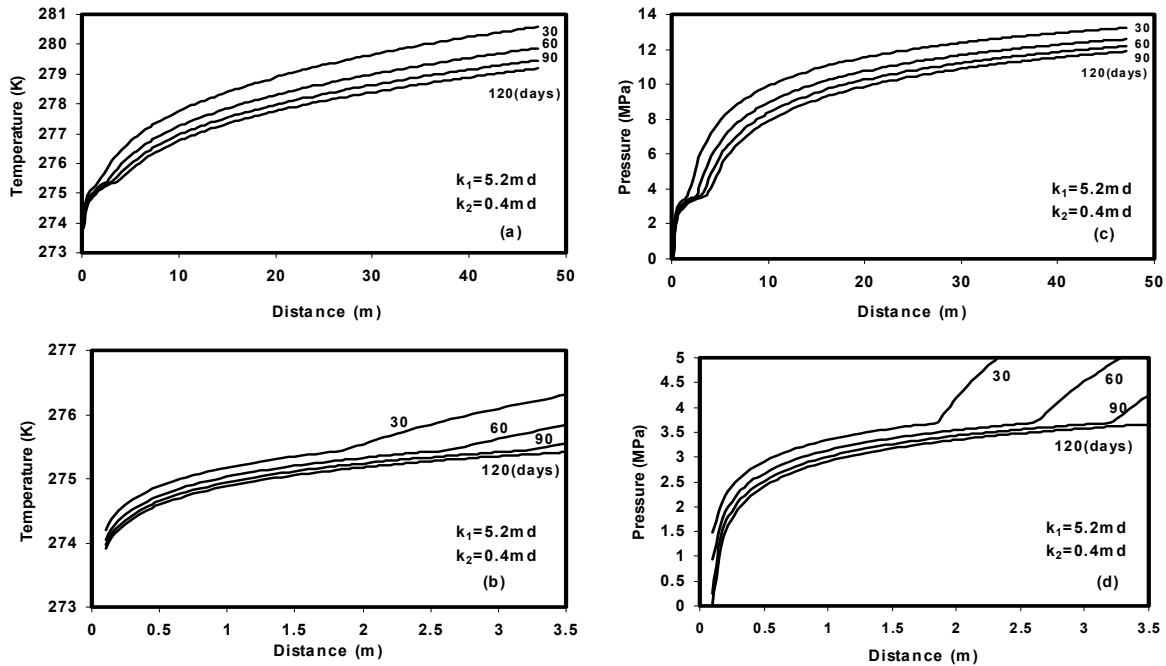 281
280
279
278
277
276
275
274
273
Temperature (K)
30
60
90
120(days)
k1=5.2md
k2=0.4md
(a)
0 10 20 30 40 50
Distance (m)
16
14
12
10
8
6
4
2
0
Pressure (MPa)
30
60
90
120(days)
k1=5.2md
k2=0.4md
(c)
0 10 20 30 40 50
Distance (m)
277
276
275
274
273
Temperature (K)
30
60
90
120(days)
k1=5.2md
k2=0.4md
(b)
0 0.5 1 1.5 2 2.5 3 3.5
Distance (m)
5
4.5
4
3.5
3
2.5
2
1.5
1
0.5
0
Pressure (MPa)
30
60
90
120(days)
k1=5.2md
k2=0.4md
(d)
0 0.5 1 1.5 2 2.5 3 3.5
Distance (m)